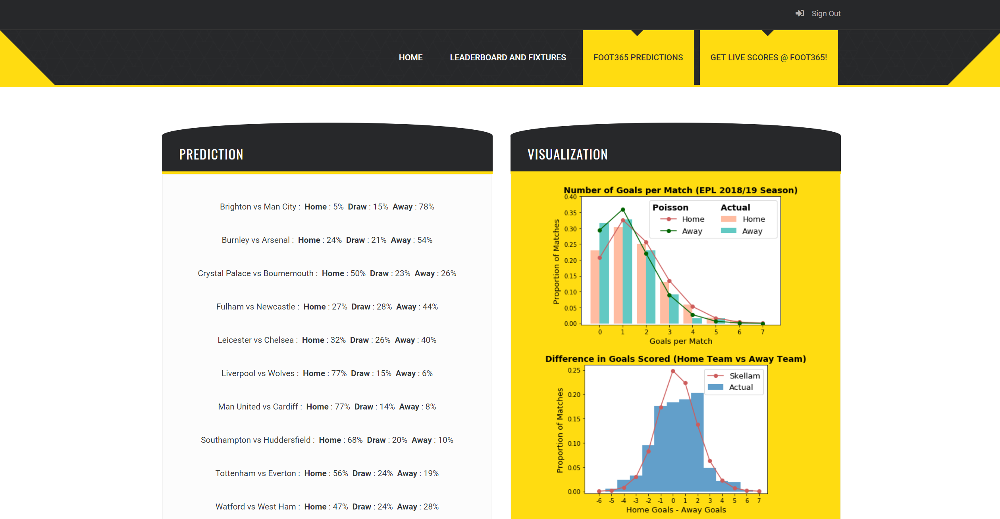 Sign Out
HOME LEADERBOARD AND FIXTURES FOOT365 PREDICTIONS GET LIVE SCORES @ FOOT365!
PREDICTION
Brighton vs Man City : Home : 5% Draw : 15% Away : 78%
Burnley vs Arsenal : Home : 24% Draw : 21% Away : 54%
Crystal Palace vs Bournemouth : Home : 50% Draw : 23% Away : 26%
Fulham vs Newcastle : Home : 27% Draw : 28% Away : 44%
Leicester vs Chelsea : Home : 32% Draw : 26% Away : 40%
Liverpool vs Wolves : Home : 77% Draw : 15% Away : 6%
Man United vs Cardiff : Home : 77% Draw : 14% Away : 8%
Southampton vs Huddersfield : Home : 68% Draw : 20% Away : 10%
Tottenham vs Everton : Home : 56% Draw : 24% Away : 19%
Watford vs West Ham : Home : 47% Draw : 24% Away : 28%
VISUALIZATION
Number of Goals per Match (EPL 2018/19 Season)
Poisson Actual
Home Home
Away Away
Proportion of Matches
0.40
0.35
0.30
0.25
0.20
0.15
0.10
0.05
0.00
0 1 2 3 4 5 6 7
Goals per Match
Difference in Goals Scored (Home Team vs Away Team)
Skellam
Actual
Proportion of Matches
0.25
0.20
0.15
0.10
0.05
0.00
-6 -5 -4 -3 -2 -1 0 1 2 3 4 5 6 7
Home Goals - Away Goals